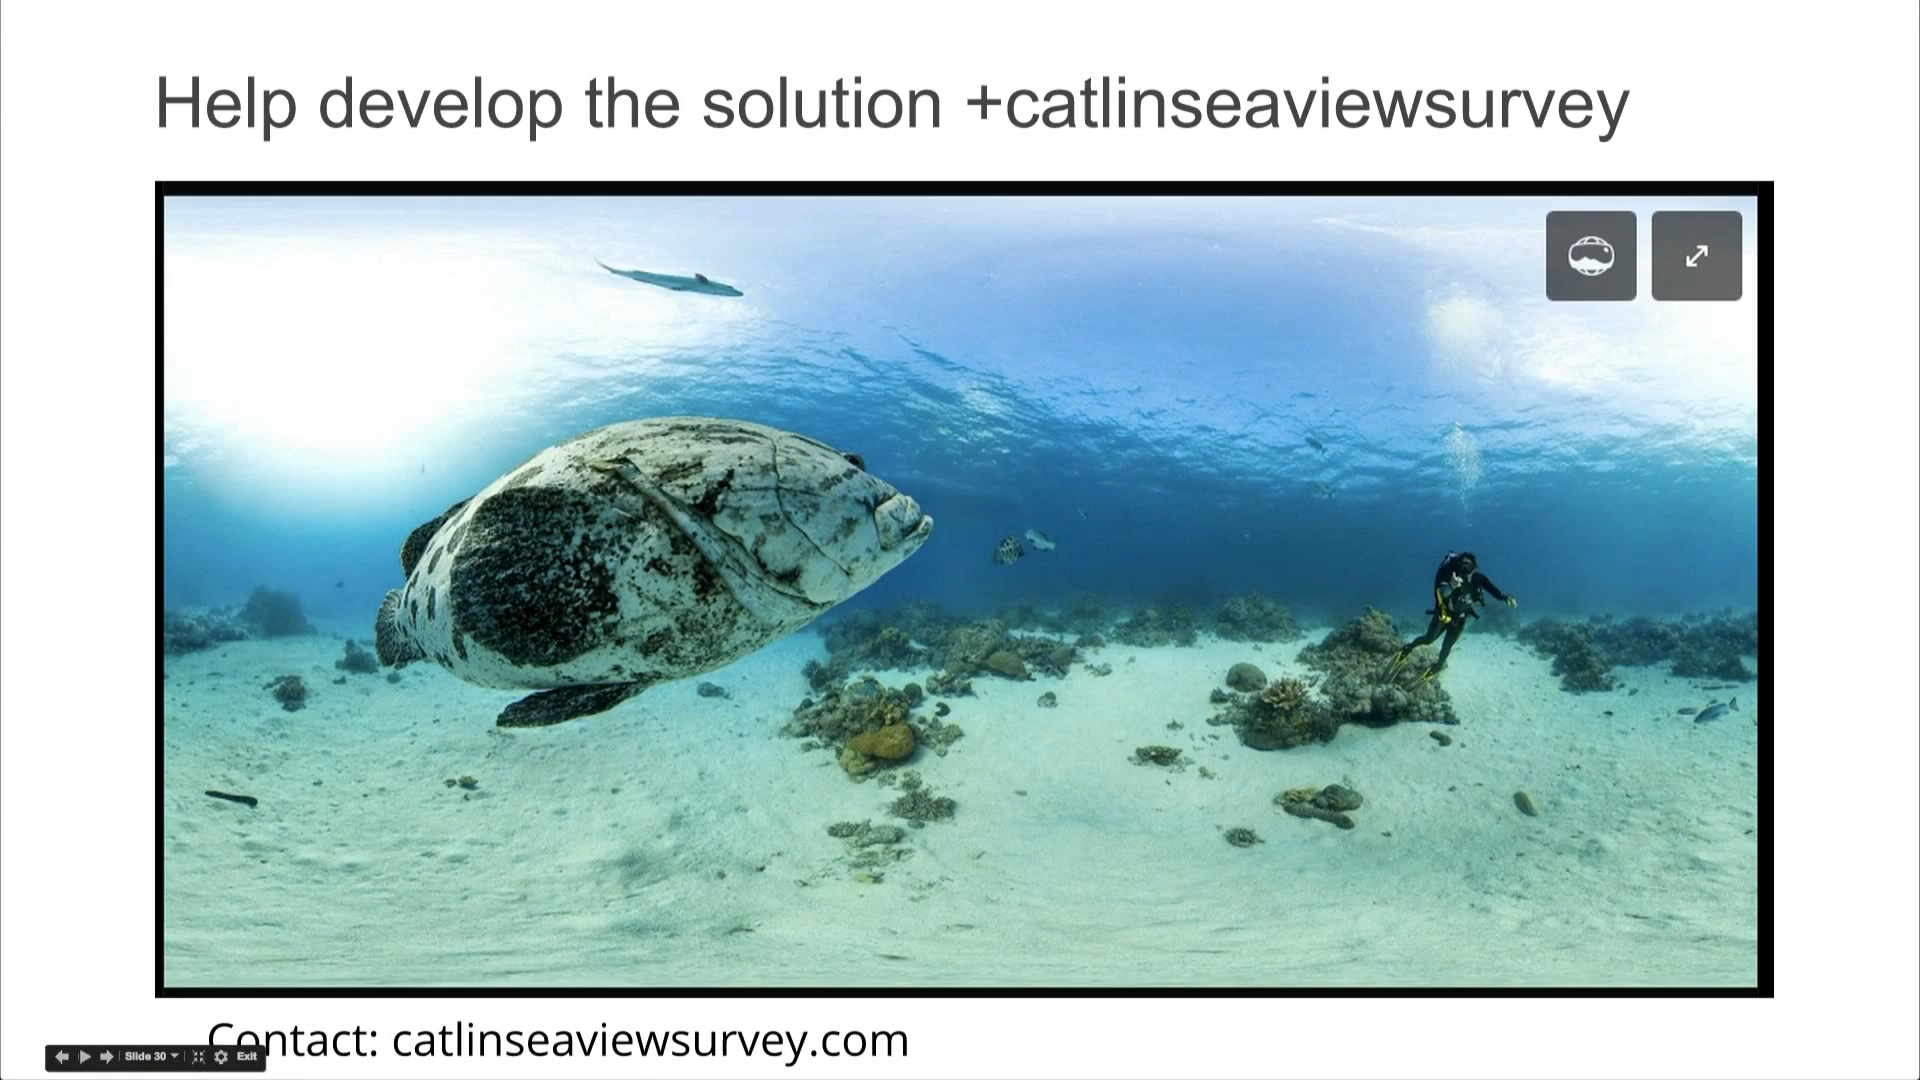 Help develop the solution +catlinseaviewsurvey
Contact: catlinseaviewsurvey.com
Slide 30
Exit